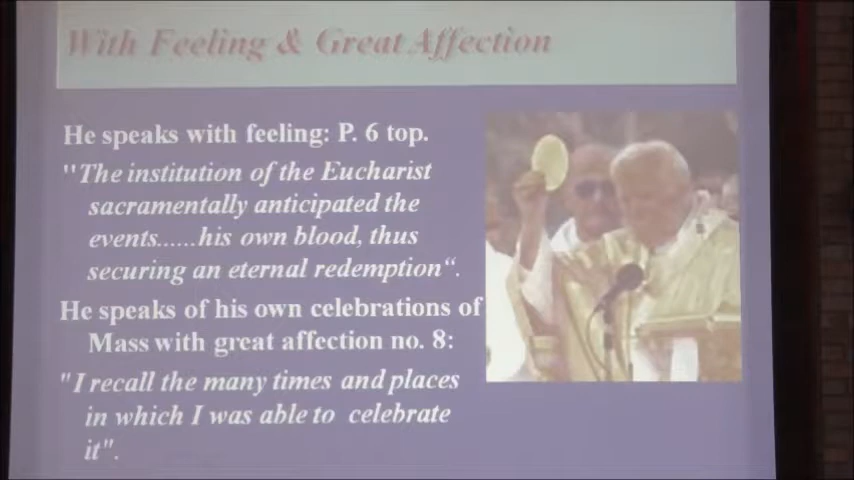 With Feeling & Great Affection
He speaks with feeling: P. 6 top.
"The institution of the Eucharist
sacramentally anticipated the
events......his own blood, thus
securing an eternal redemption“.
He speaks of his own celebrations of
Mass with great affection no. 8:
"I recall the many times and places
in which I was able to celebrate
it".